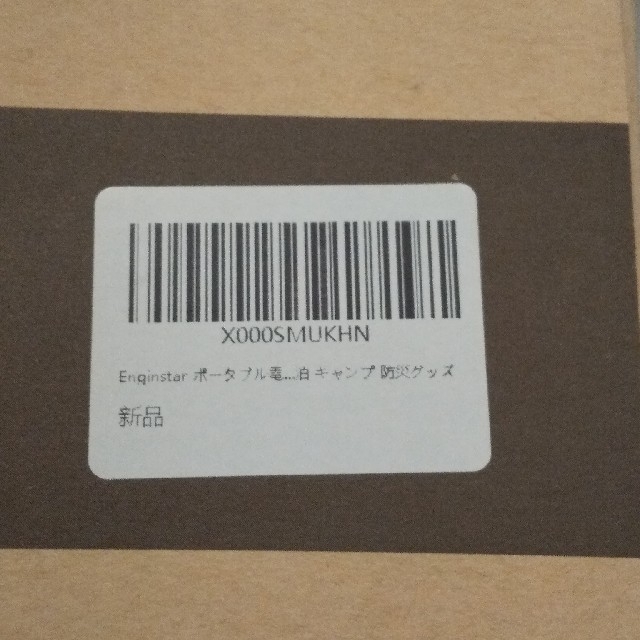 X000SMUKHN
Enginstar ポータブル電...泊 キャンプ 防災グッズ
新品